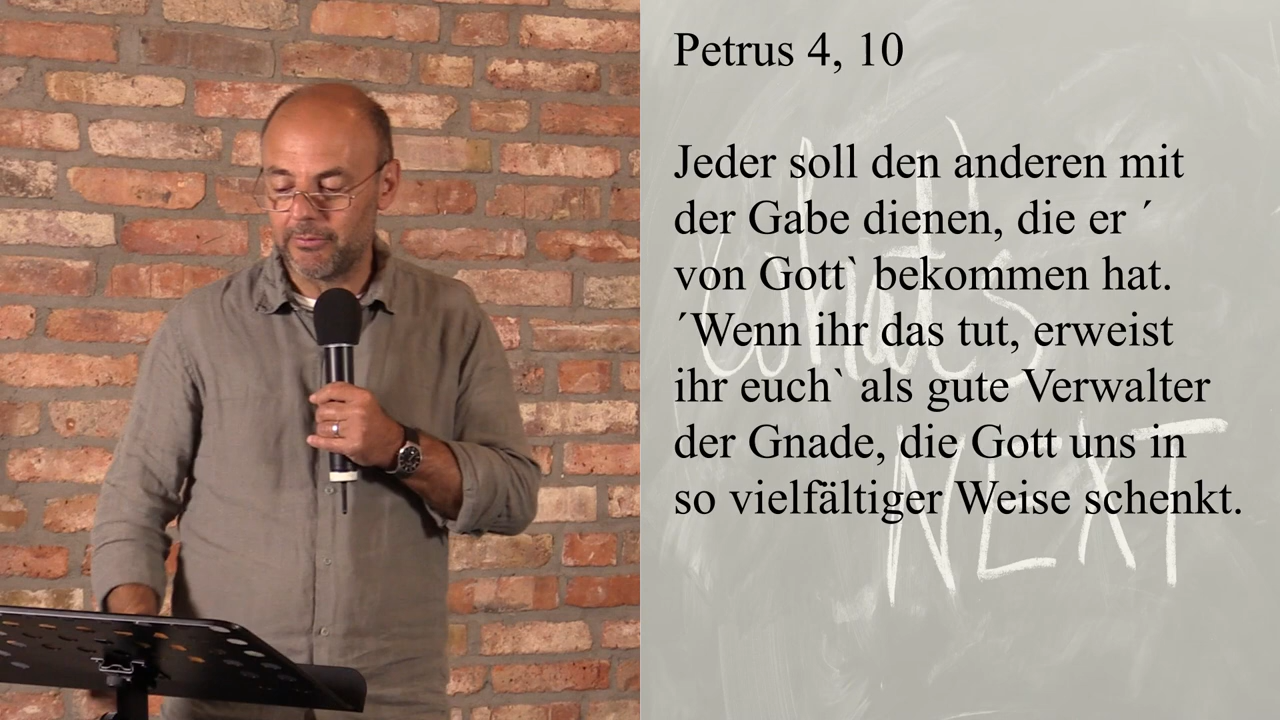 Petrus 4, 10
Jeder soll den anderen mit
der Gabe dienen, die er ´
von Gott` bekommen hat.
´Wenn ihr das tut, erweist
ihr euch` als gute Verwalter
der Gnade, die Gott uns in
so vielfältiger Weise schenkt.
What's
NEXT